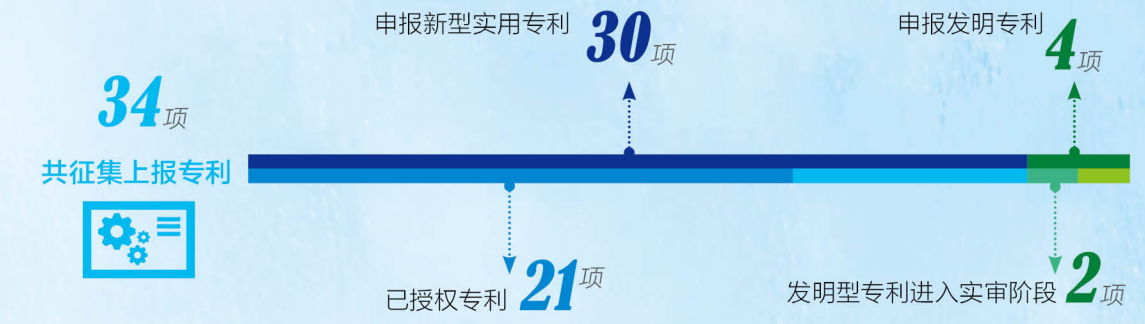 申报新型实用专利 30项
申报发明专利 4项
34项
共征集上报专利
已授权专利 21项
发明型专利进入实审阶段 2项